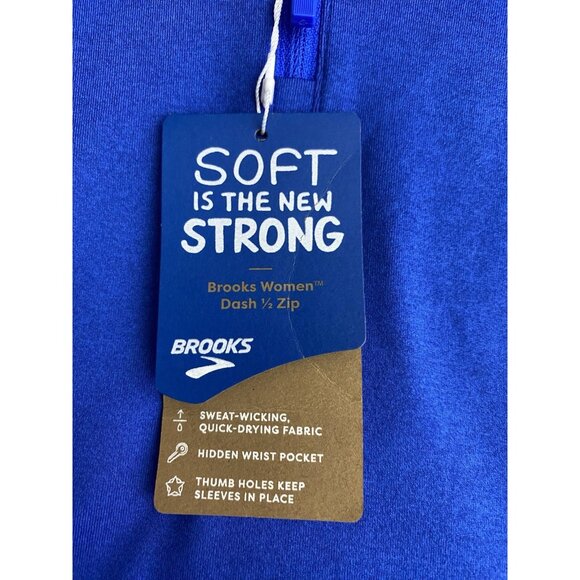 SOFT
IS THE NEW
STRONG
Brooks Women™
Dash ½ Zip
BROOKS
SWEAT-WICKING,
QUICK-DRYING FABRIC
HIDDEN WRIST POCKET
THUMB HOLES KEEP
SLEEVES IN PLACE